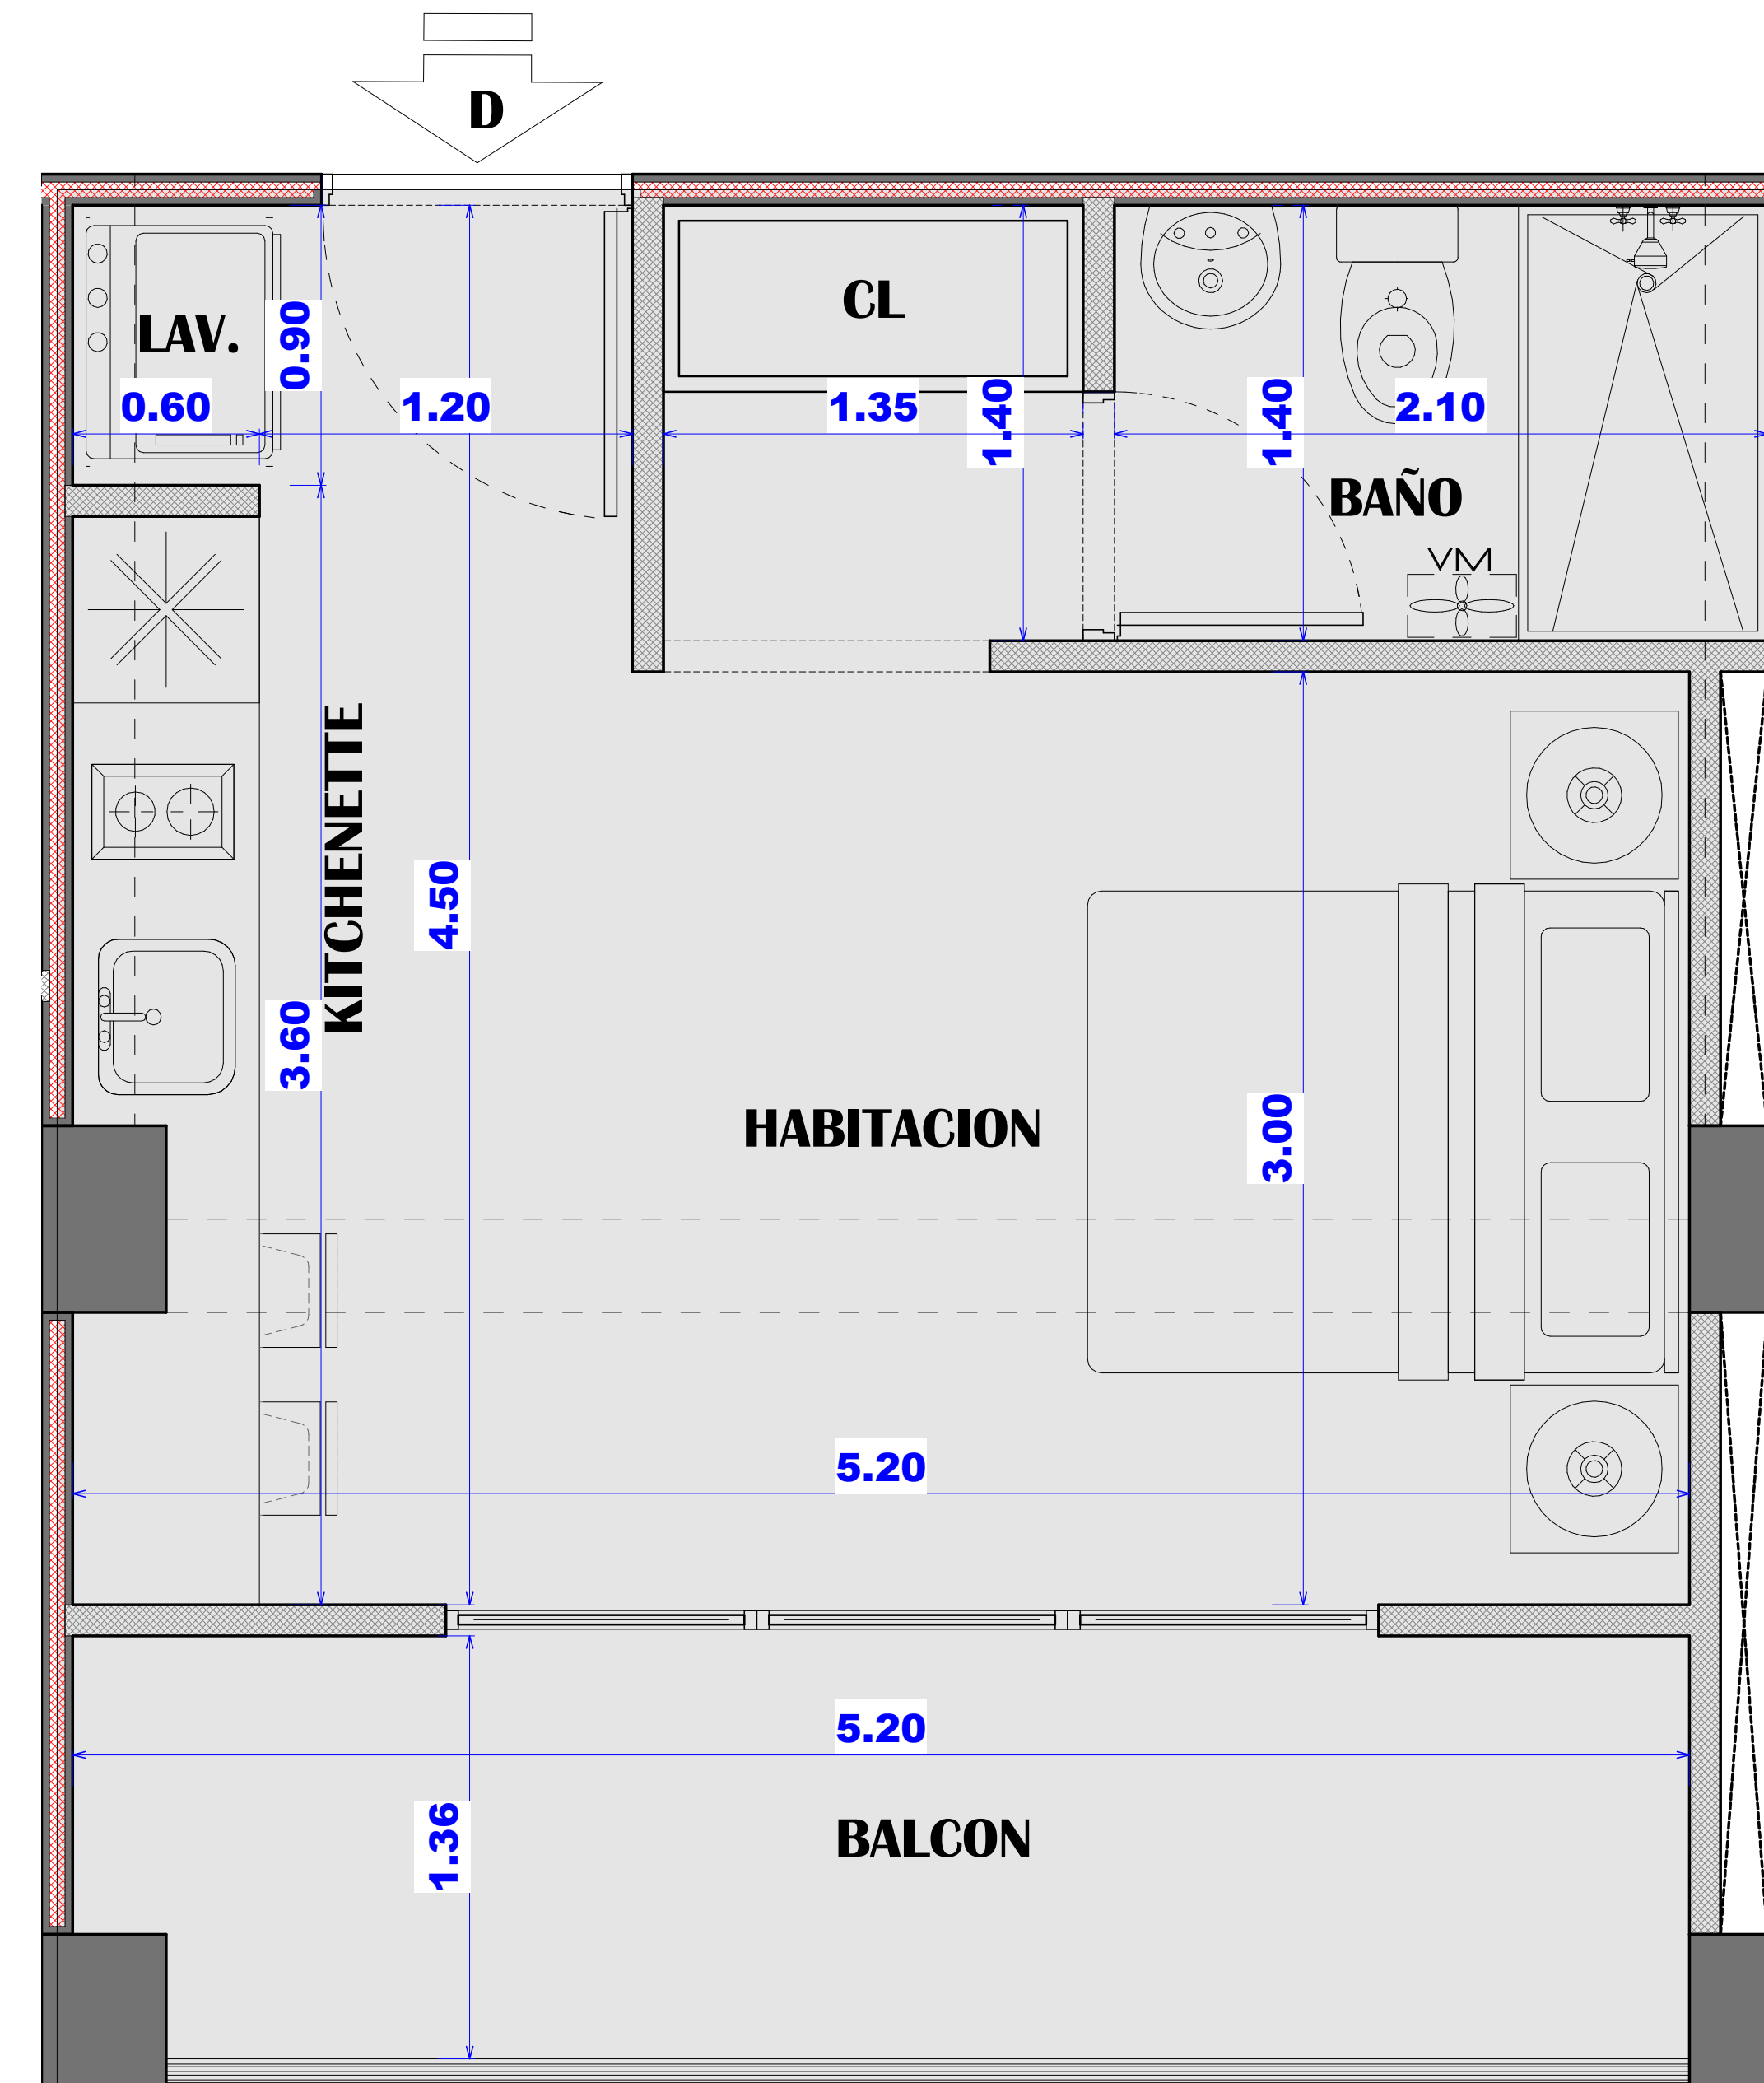 D
CL
LAV.
0.90
0.60
1.20
1.35
1.40
1.40
2.10
BAÑO
VM
KITCHENETTE
4.50
3.60
HABITACION
3.00
5.20
5.20
BALCON
1.36